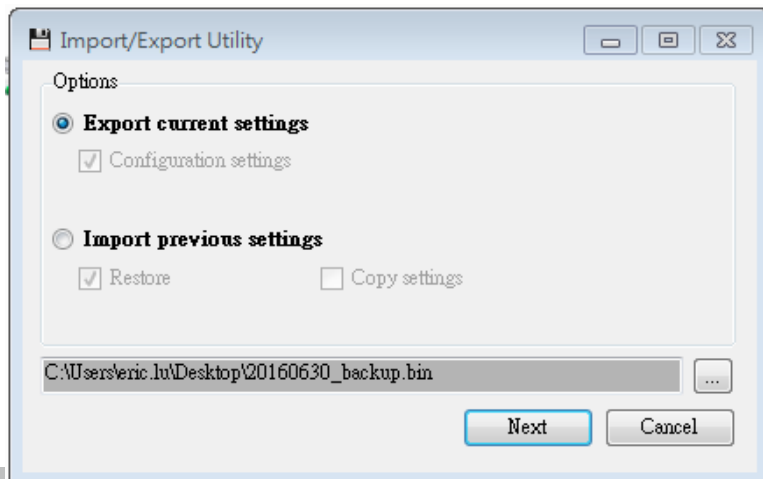 Import/Export Utility
Options
Export current settings
Configuration settings
Import previous settings
Restore Copy settings
C:\Users\eric.lu\Desktop\20160630_backup.bin
...
Next Cancel